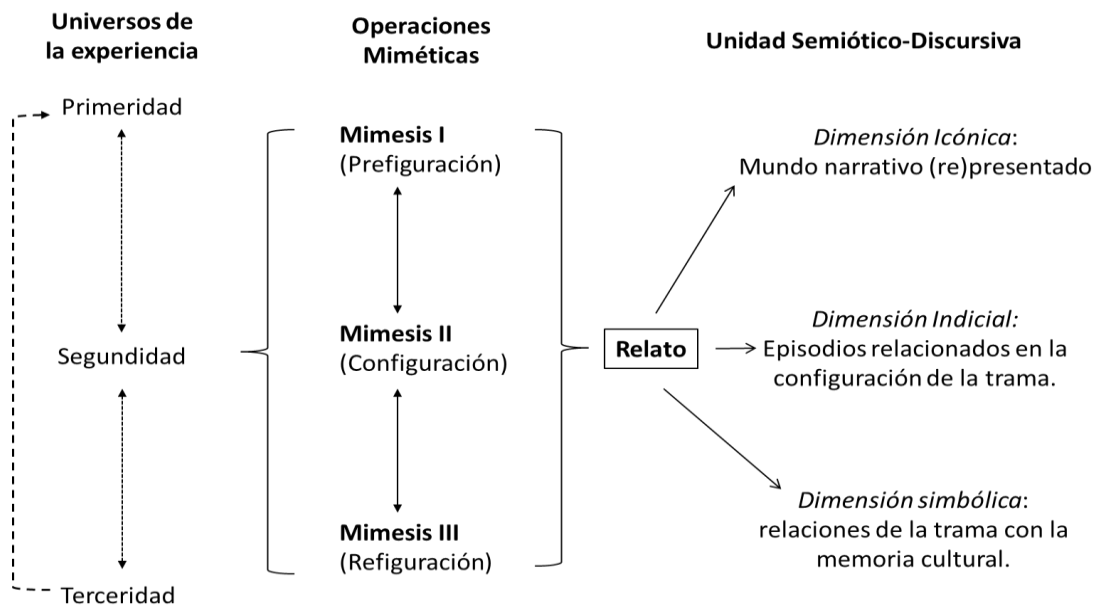 Universos de
la experiencia
Operaciones
Miméticas
Unidad Semiótico-Discursiva
Primeridad
Segundidad
Terceridad
Mimesis I
(Prefiguración)
Mimesis II
(Configuración)
Mimesis III
(Refiguración)
Relato
Dimensión Icónica:
Mundo narrativo (re)presentado
Dimensión Indicial:
Episodios relacionados en la
configuración de la trama.
Dimensión simbólica:
relaciones de la trama con la
memoria cultural.